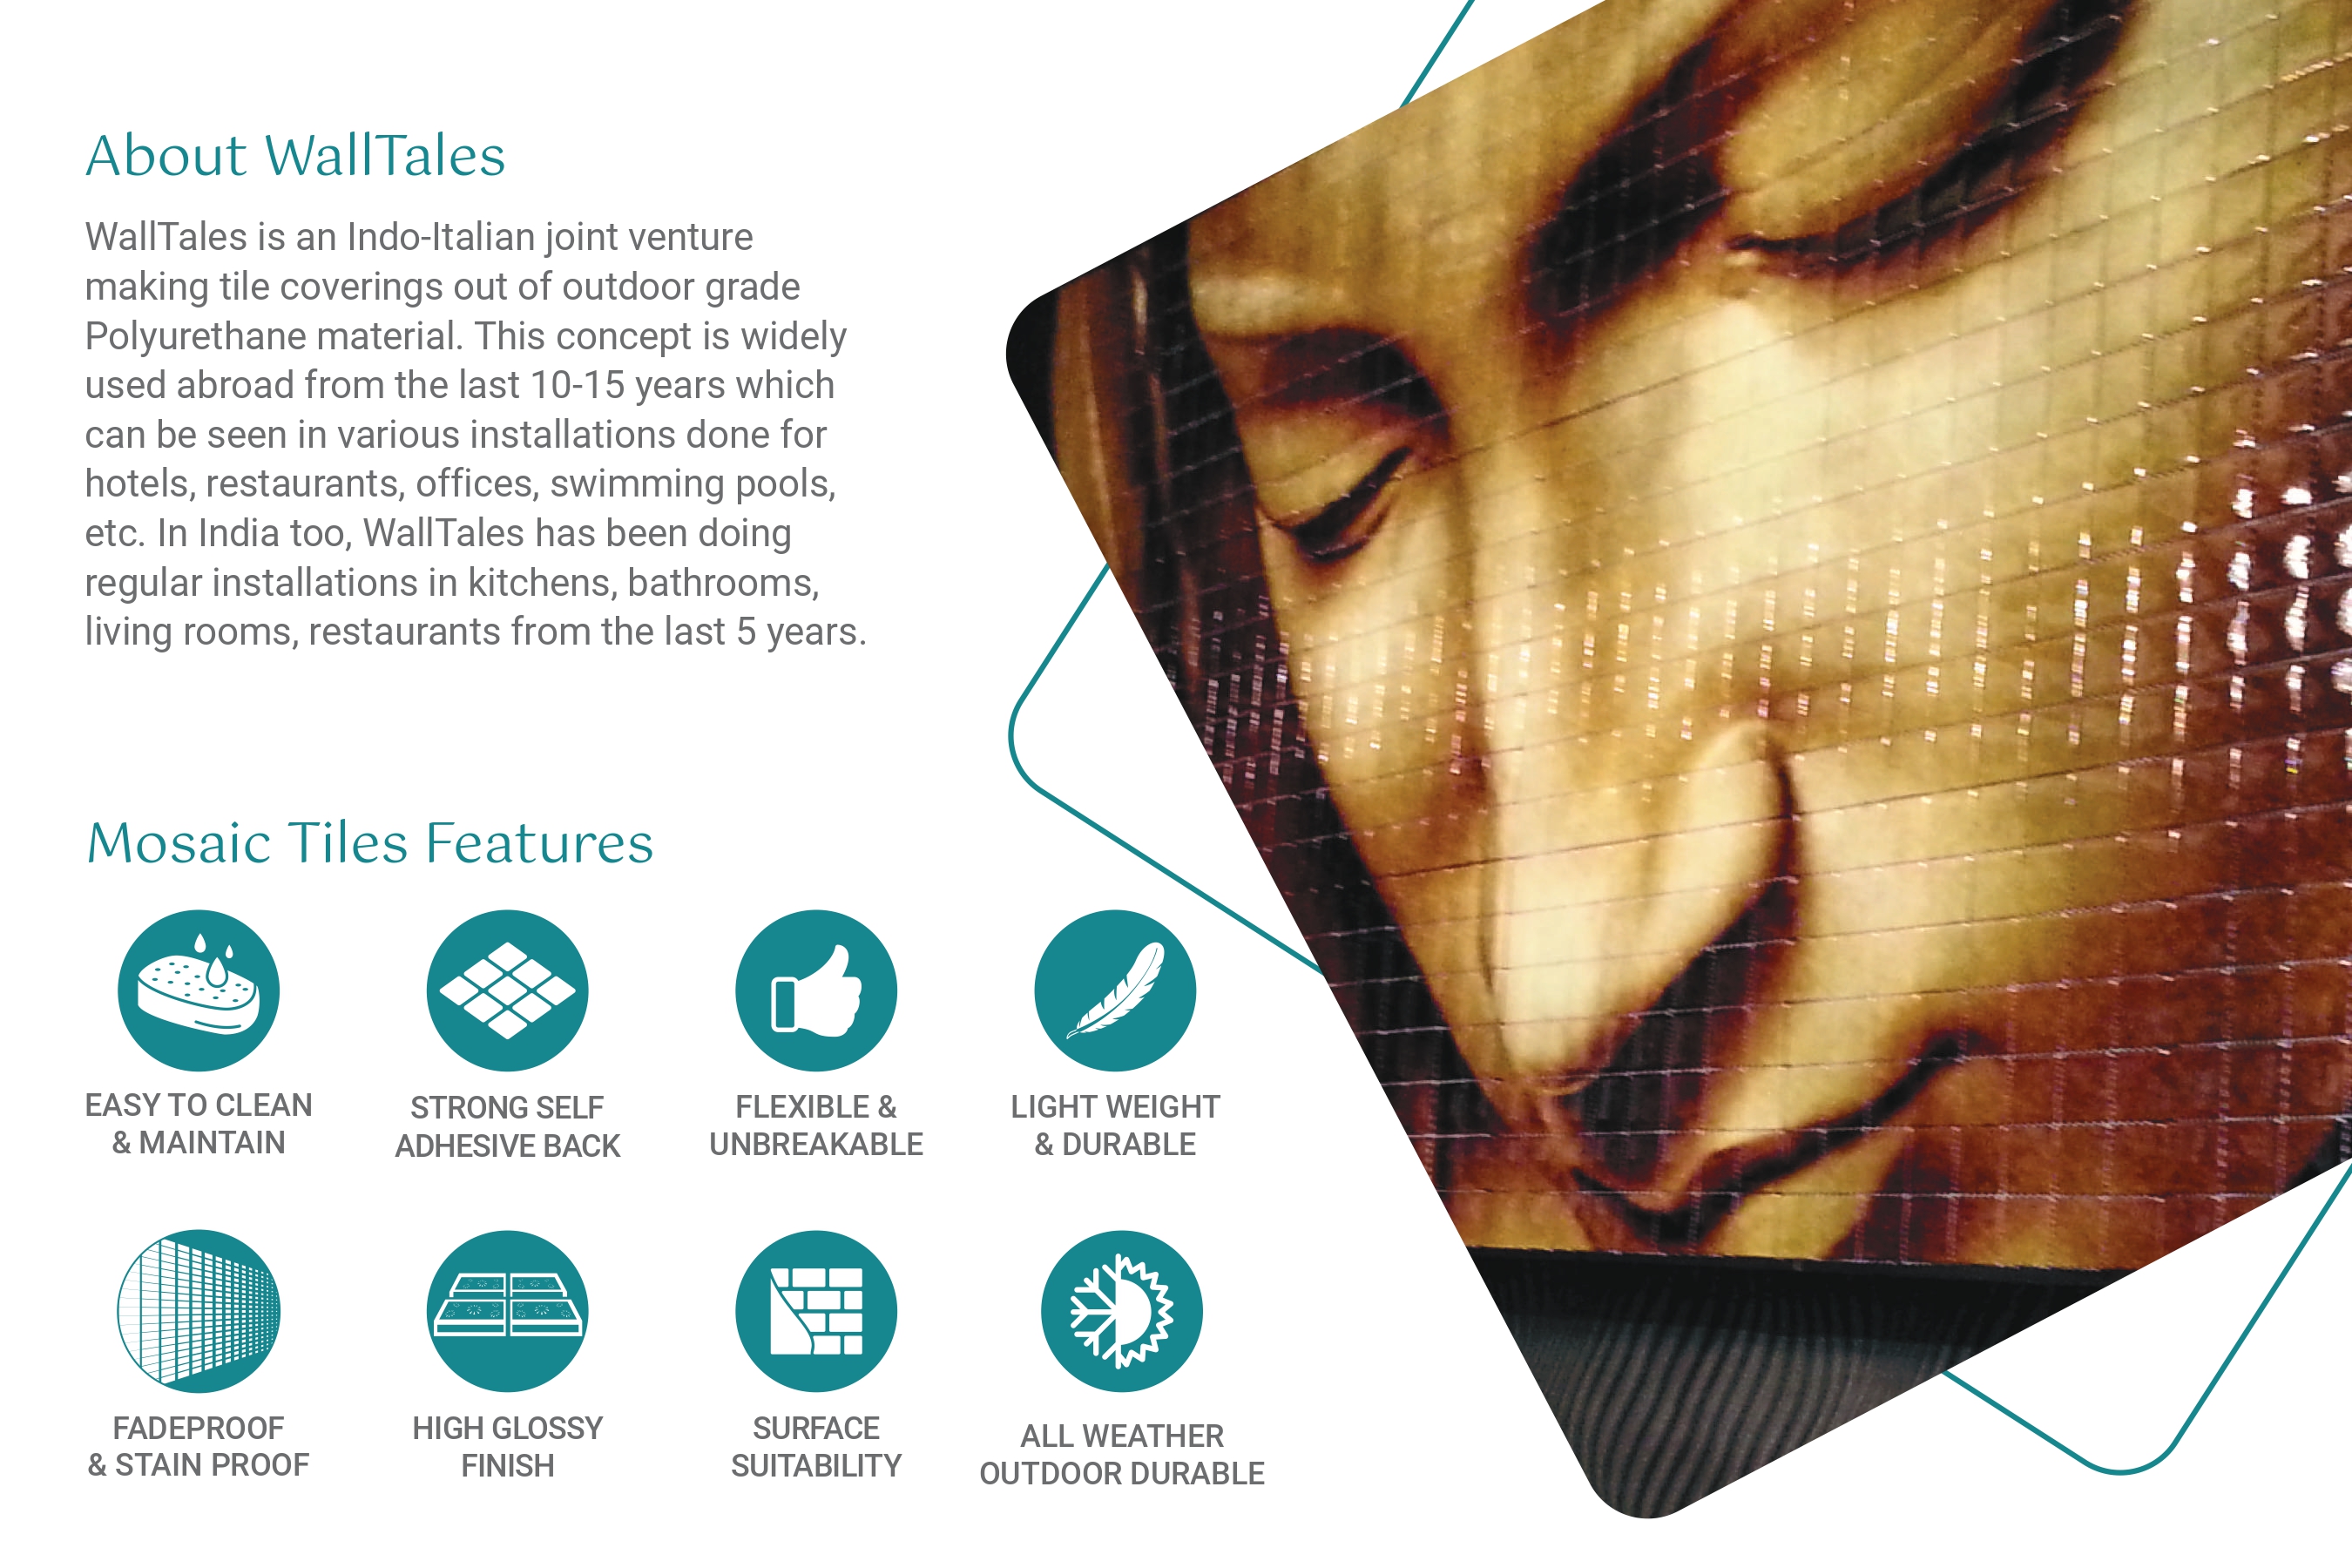 About WallTales
WallTales is an Indo-Italian joint venture
making tile coverings out of outdoor grade
Polyurethane material. This concept is widely
used abroad from the last 10-15 years which
can be seen in various installations done for
hotels, restaurants, offices, swimming pools,
etc. In India too, WallTales has been doing
regular installations in kitchens, bathrooms,
living rooms, restaurants from the last 5 years.
Mosaic Tiles Features
EASY TO CLEAN
& MAINTAIN
STRONG SELF
ADHESIVE BACK
FLEXIBLE &
UNBREAKABLE
LIGHT WEIGHT
& DURABLE
FADEPROOF
& STAIN PROOF
HIGH GLOSSY
FINISH
SURFACE
SUITABILITY
ALL WEATHER
OUTDOOR DURABLE